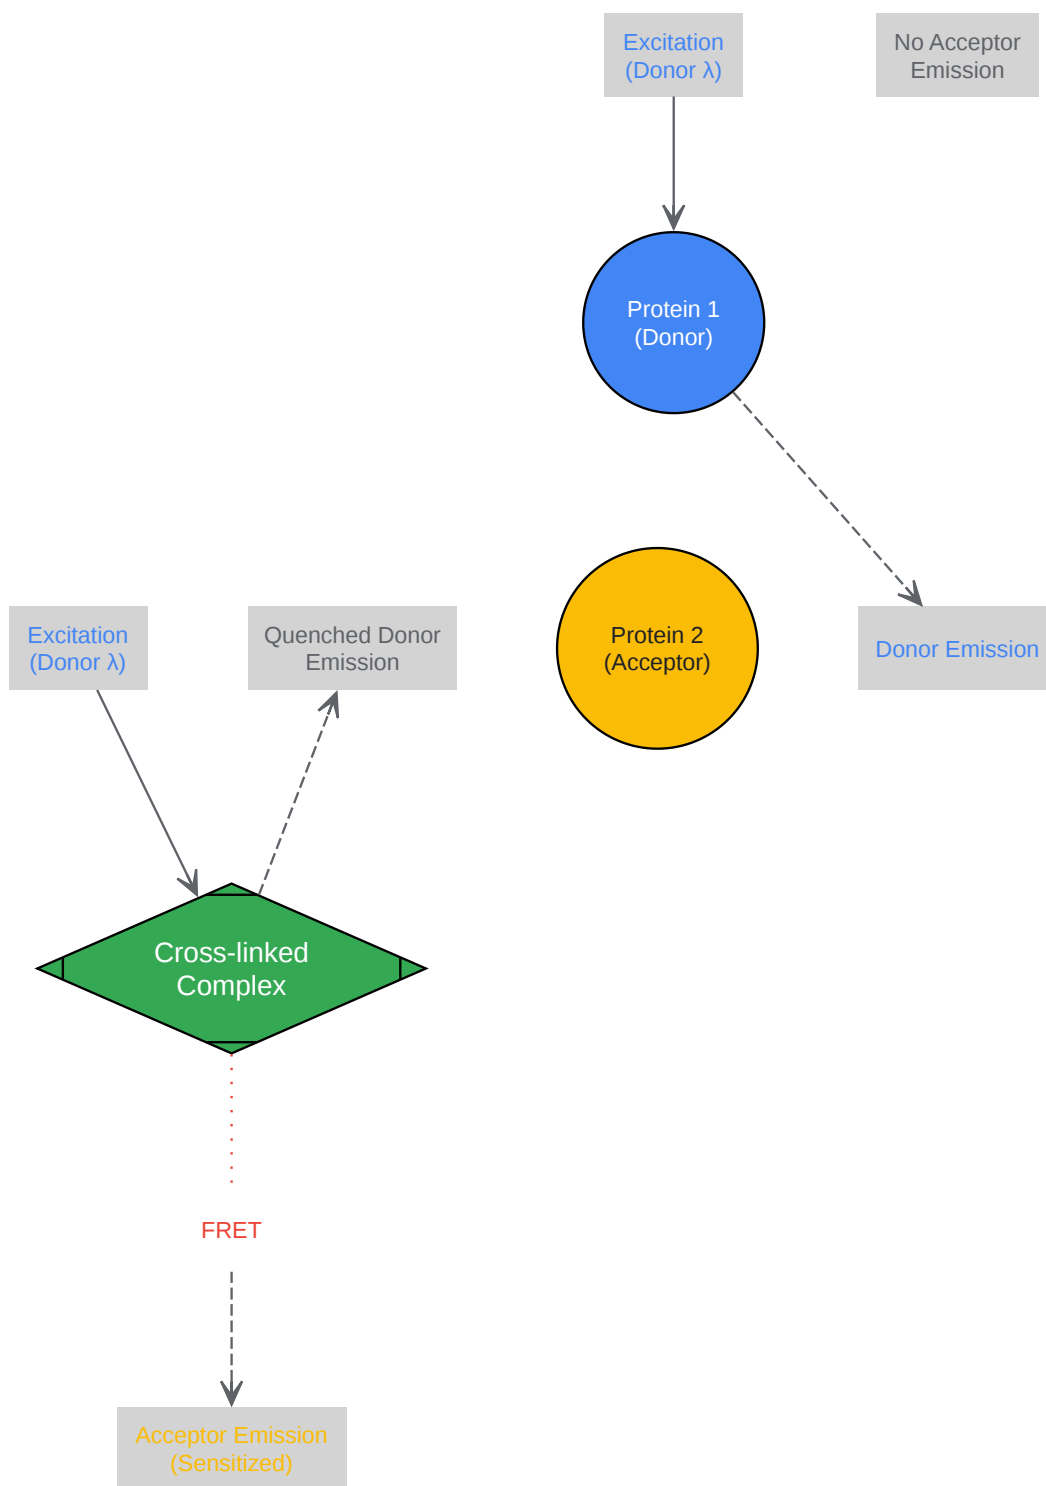 Excitation
(Donor λ)
No Acceptor
Emission
Protein 1
(Donor)
Excitation
(Donor λ)
Quenched Donor
Emission
Protein 2
(Acceptor)
Donor Emission
Cross-linked
Complex
FRET
Acceptor Emission
(Sensitized)